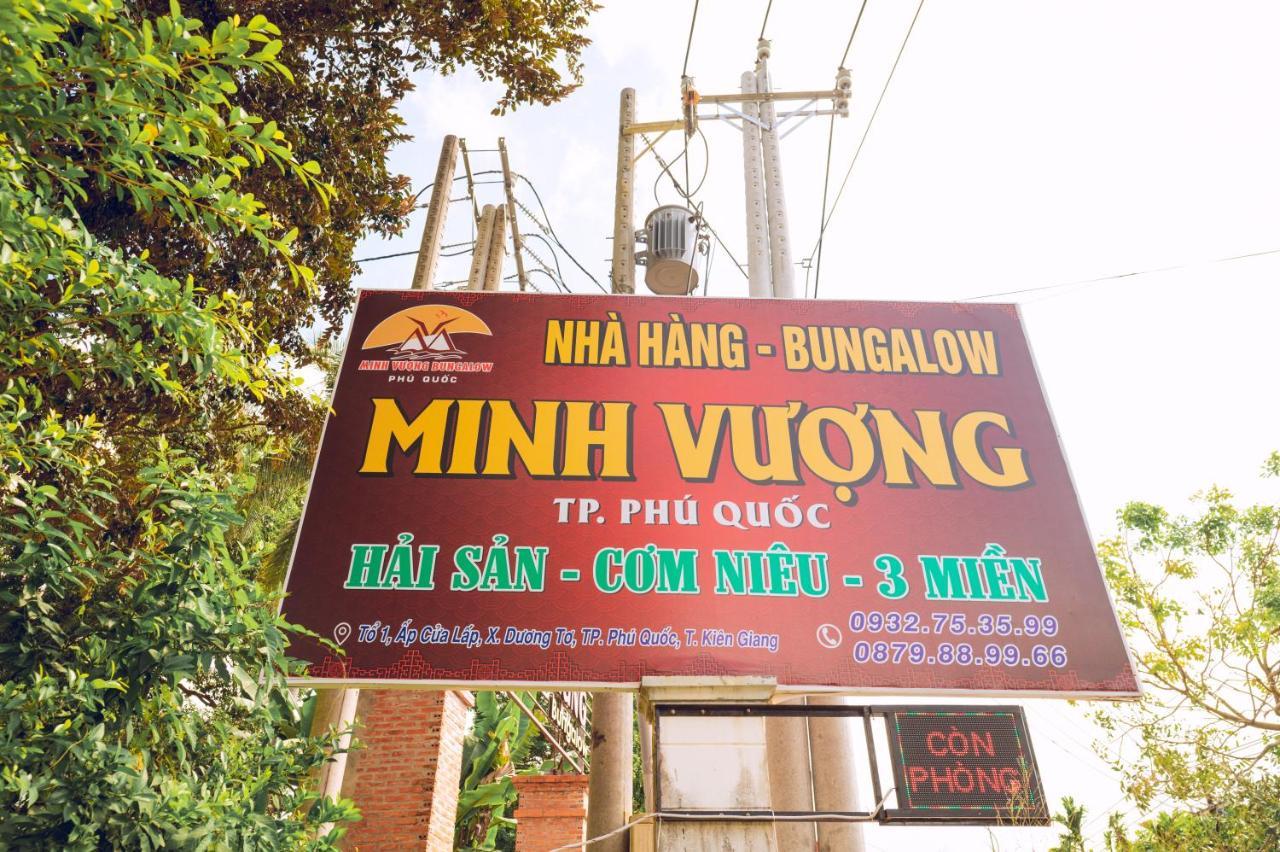 MINH VƯỢNG BUNGALOW
PHÚ QUỐC
NHÀ HÀNG - BUNGALOW
MINH VƯỢNG
TP. PHÚ QUỐC
HẢI SẢN - CƠM NIÊU - 3 MIỀN
Tổ 1, Ấp Cửa Lấp, X. Dương Tơ, TP. Phú Quốc, T. Kiên Giang
0932.75.35.99
0879.88.99.66
CÒN
PHÒNG